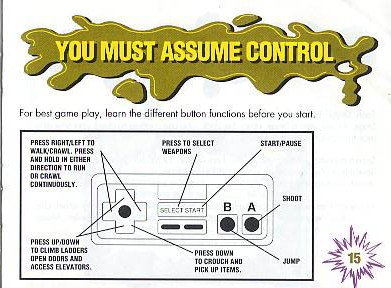 YOU MUST ASSUME CONTROL
For best game play, learn the different button functions before you start.
PRESS RIGHT/LEFT TO
WALK/CRAWL. PRESS
AND HOLD IN EITHER
DIRECTION TO RUN
OR CRAWL
CONTINUOUSLY.
PRESS TO SELECT
WEAPONS
START/PAUSE
SELECT START
B A
SHOOT
JUMP
PRESS UP/DOWN
TO CLIMB LADDERS
OPEN DOORS AND
ACCESS ELEVATORS.
PRESS DOWN
TO CROUCH AND
PICK UP ITEMS.
15